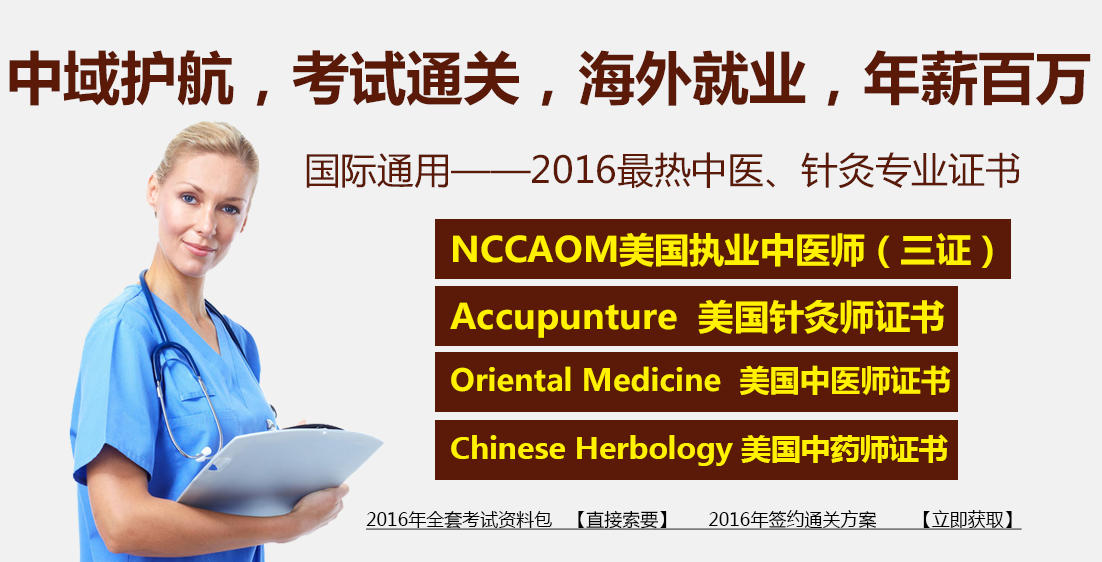 中域护航，考试通关，海外就业，年薪百万
国际通用——2016最热中医、针灸专业证书
NCCAOM美国执业中医师（三证）
Accupunture 美国针灸师证书
Oriental Medicine 美国中医师证书
Chinese Herbology 美国中药师证书
2016年全套考试资料包 【直接索要】 2016年签约通关方案 【立即获取】